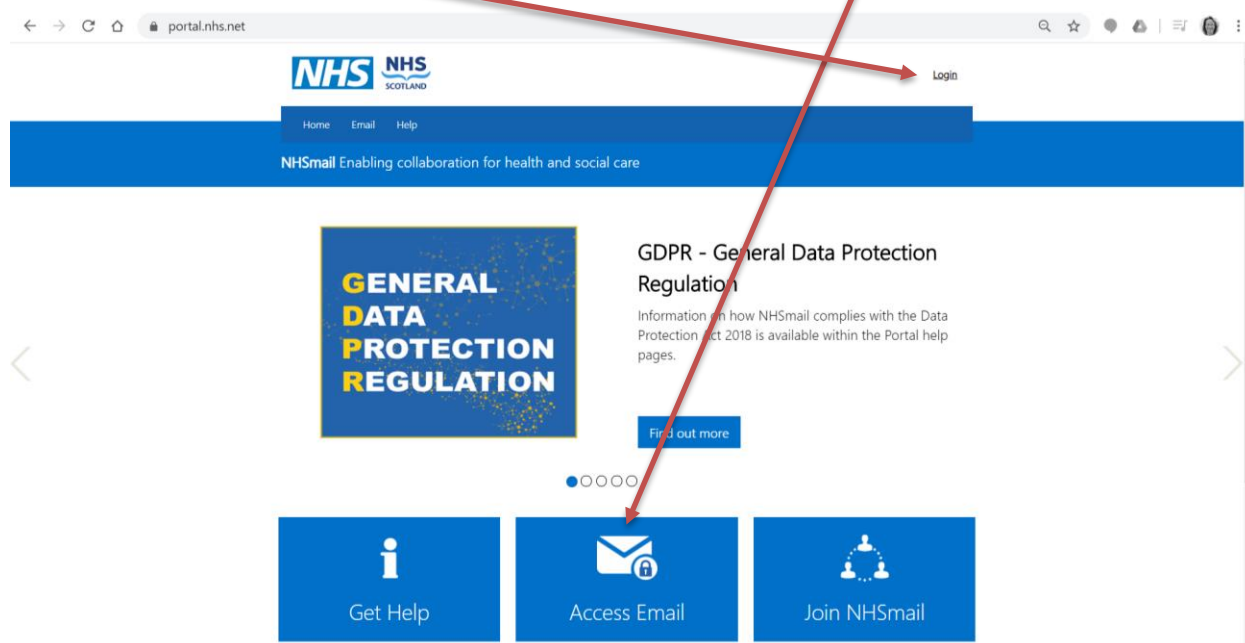 portal.nhs.net
NHS
NHS
SCOTLAND
Login
Home Email Help
NHSmail Enabling collaboration for health and social care
GENERAL
DATA
PROTECTION
REGULATION
GDPR - General Data Protection
Regulation
Information on how NHSmail complies with the Data
Protection Act 2018 is available within the Portal help
pages.
Find out more
Get Help
Access Email
Join NHSmail